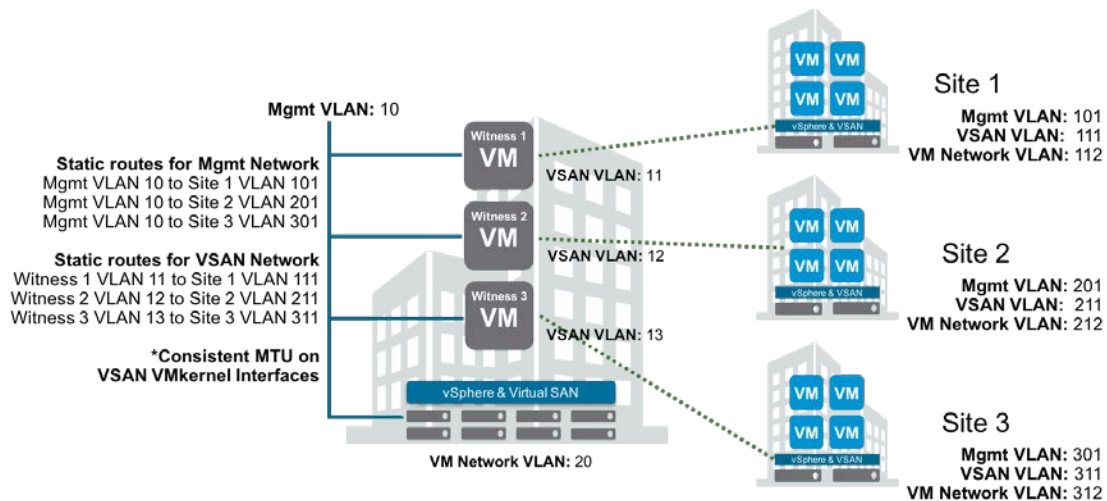 Mgmt VLAN: 10
Static routes for Mgmt Network
Mgmt VLAN 10 to Site 1 VLAN 101
Mgmt VLAN 10 to Site 2 VLAN 201
Mgmt VLAN 10 to Site 3 VLAN 301
Static routes for VSAN Network
Witness 1 VLAN 11 to Site 1 VLAN 111
Witness 2 VLAN 12 to Site 2 VLAN 211
Witness 3 VLAN 13 to Site 3 VLAN 311
*Consistent MTU on
VSAN VMkernel Interfaces
Witness 1
VM
VSAN VLAN: 11
Witness 2
VM
VSAN VLAN: 12
Witness 3
VM
VSAN VLAN: 13
vSphere & Virtual SAN
VM Network VLAN: 20
VM VM
VM VM
vSphere & VSAN
Site 1
Mgmt VLAN: 101
VSAN VLAN: 111
VM Network VLAN: 112
VM VM
VM VM
vSphere & VSAN
Site 2
Mgmt VLAN: 201
VSAN VLAN: 211
VM Network VLAN: 212
VM VM
VM VM
vSphere & VSAN
Site 3
Mgmt VLAN: 301
VSAN VLAN: 311
VM Network VLAN: 312